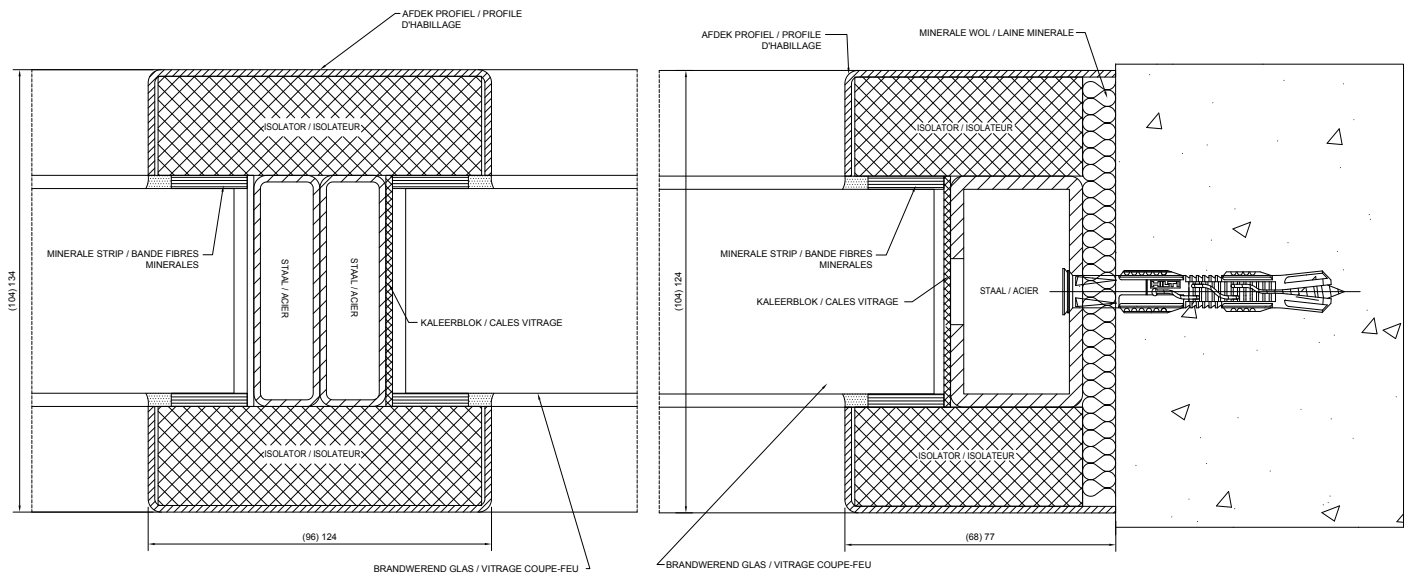 AFDEK PROFIEL / PROFILE
D'HABILLAGE
ISOLATOR / ISOLATEUR
MINERALE STRIP / BANDE FIBRES
MINERALES
STAAL / ACIER
STAAL / ACIER
KALEERBLOK / CALES VITRAGE
ISOLATOR / ISOLATEUR
(104) 134
(96) 124
BRANDWEREND GLAS / VITRAGE COUPE-FEU
AFDEK PROFIEL / PROFILE
D'HABILLAGE
MINERALE WOL / LAINE MINERALE
ISOLATOR / ISOLATEUR
MINERALE STRIP / BANDE FIBRES
MINERALES
KALEERBLOK / CALES VITRAGE
STAAL / ACIER
ISOLATOR / ISOLATEUR
(104) 124
(68) 77
BRANDWEREND GLAS / VITRAGE COUPE-FEU